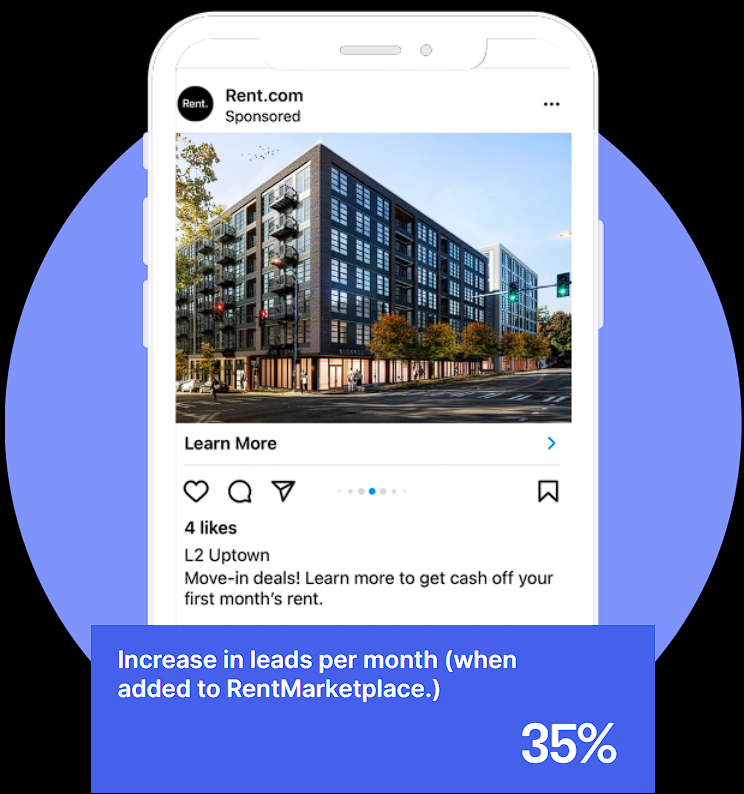 Rent.
Rent.com
Sponsored
Learn More
4 likes
L2 Uptown
Move-in deals! Learn more to get cash off your
first month's rent.
Increase in leads per month (when
added to RentMarketplace.)
35%